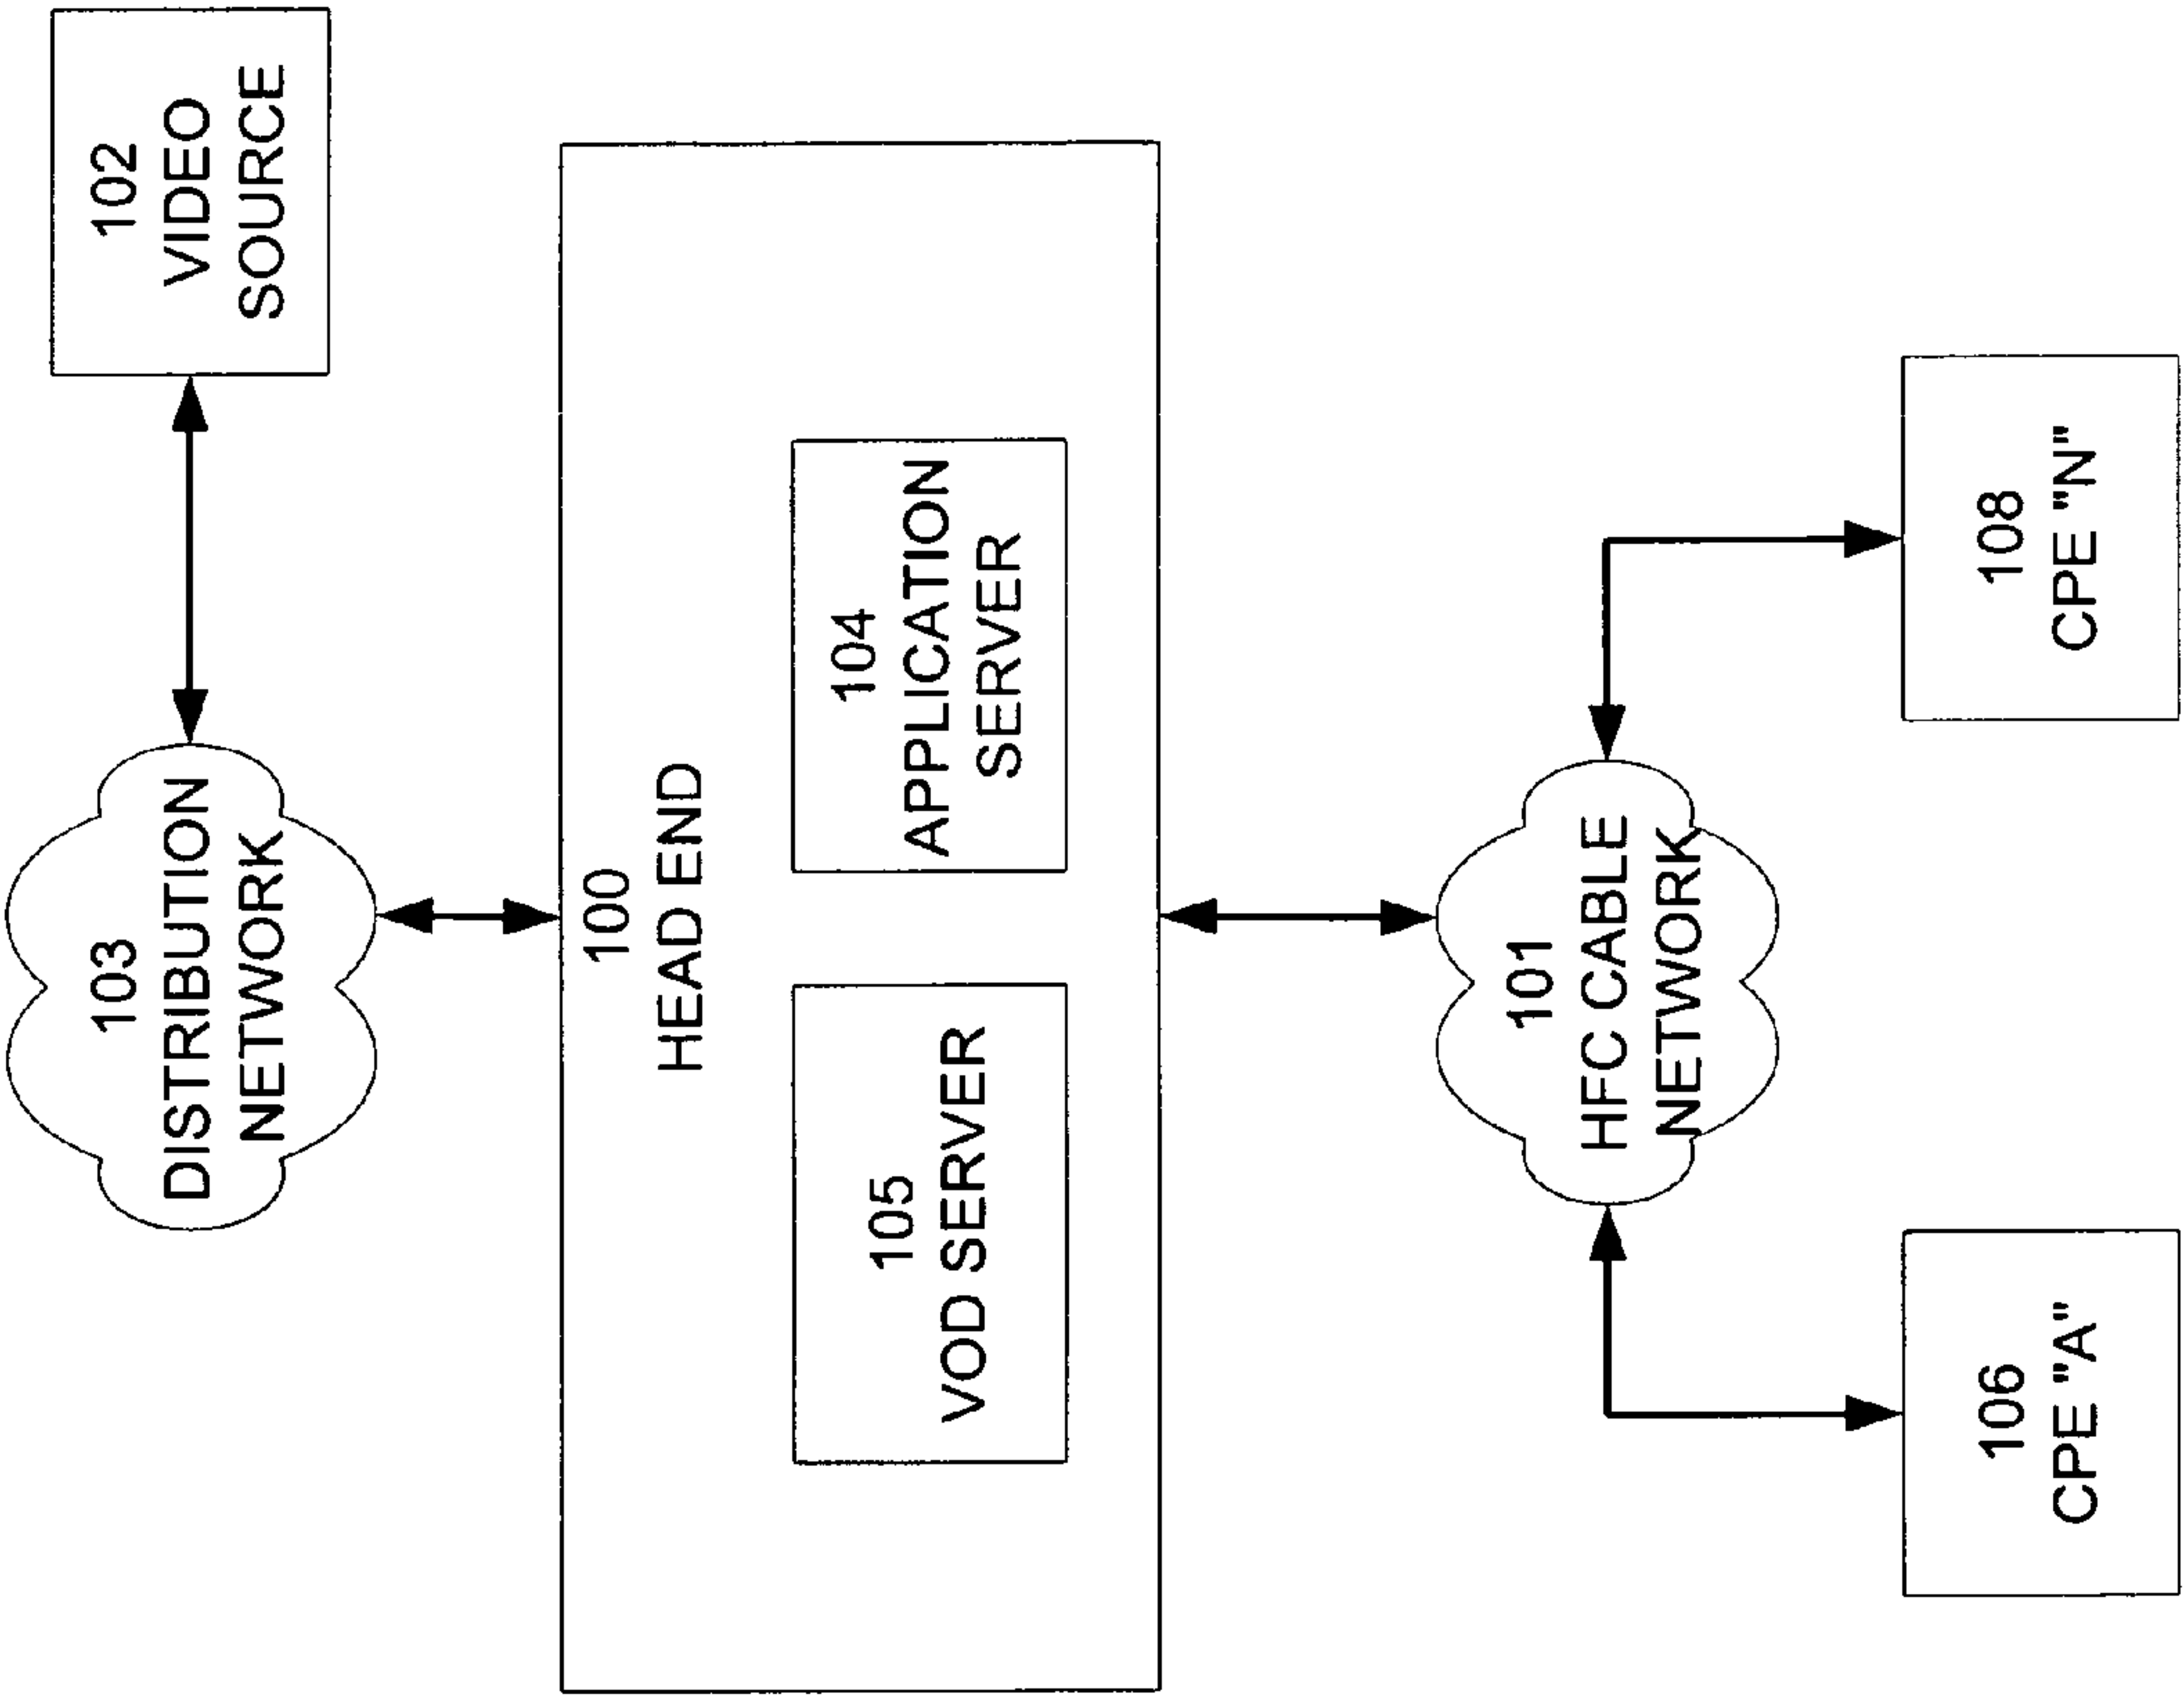 103
DISTRIBUTION
NETWORK
102
VIDEO
SOURCE
100
HEAD END
105
VOD SERVER
104
APPLICATION
SERVER
101
HFC CABLE
NETWORK
106
CPE "A"
108
CPE "N"